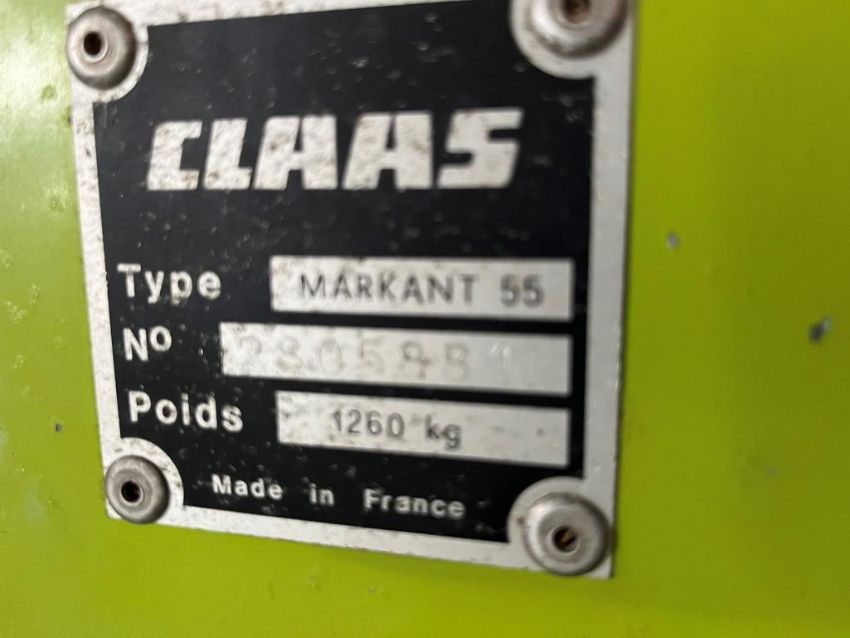 CLAAS
Type MARKANT 55
Nº
Poids 1260 kg
Made in France